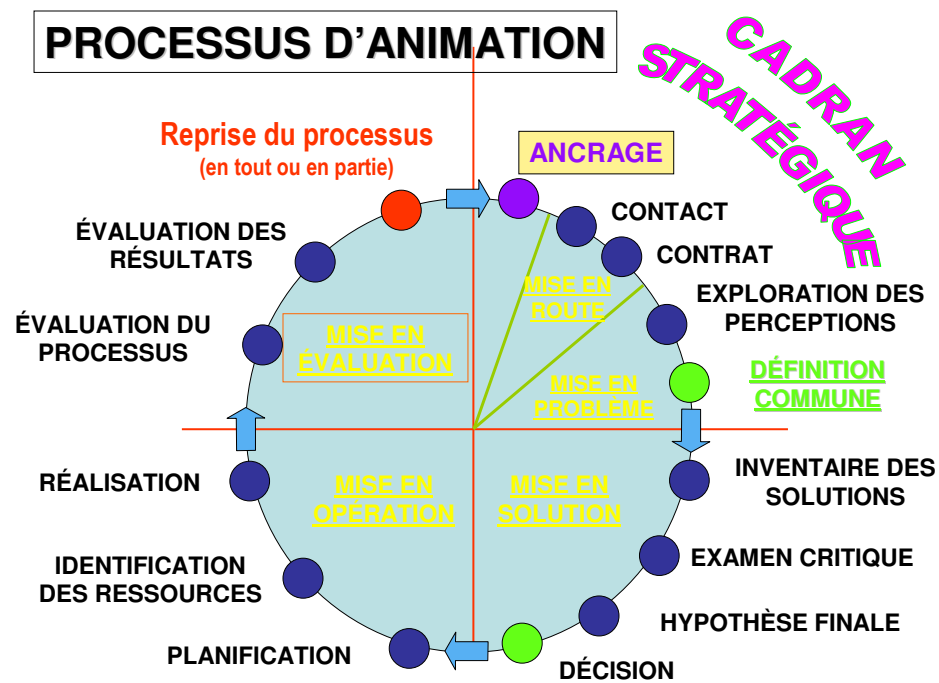 PROCESSUS D'ANIMATION
CADRAN
STRATÉGIQUE
Reprise du processus
(en tout ou en partie)
ANCRAGE
CONTACT
CONTRAT
EXPLORATION DES
PERCEPTIONS
DÉFINITION
COMMUNE
INVENTAIRE DES
SOLUTIONS
EXAMEN CRITIQUE
HYPOTHÈSE FINALE
DÉCISION
PLANIFICATION
IDENTIFICATION
DES RESSOURCES
RÉALISATION
ÉVALUATION DU
PROCESSUS
ÉVALUATION DES
RÉSULTATS
MISE EN
ROUTE
MISE EN
PROBLÈME
MISE EN
SOLUTION
MISE EN
OPÉRATION
MISE EN
ÉVALUATION